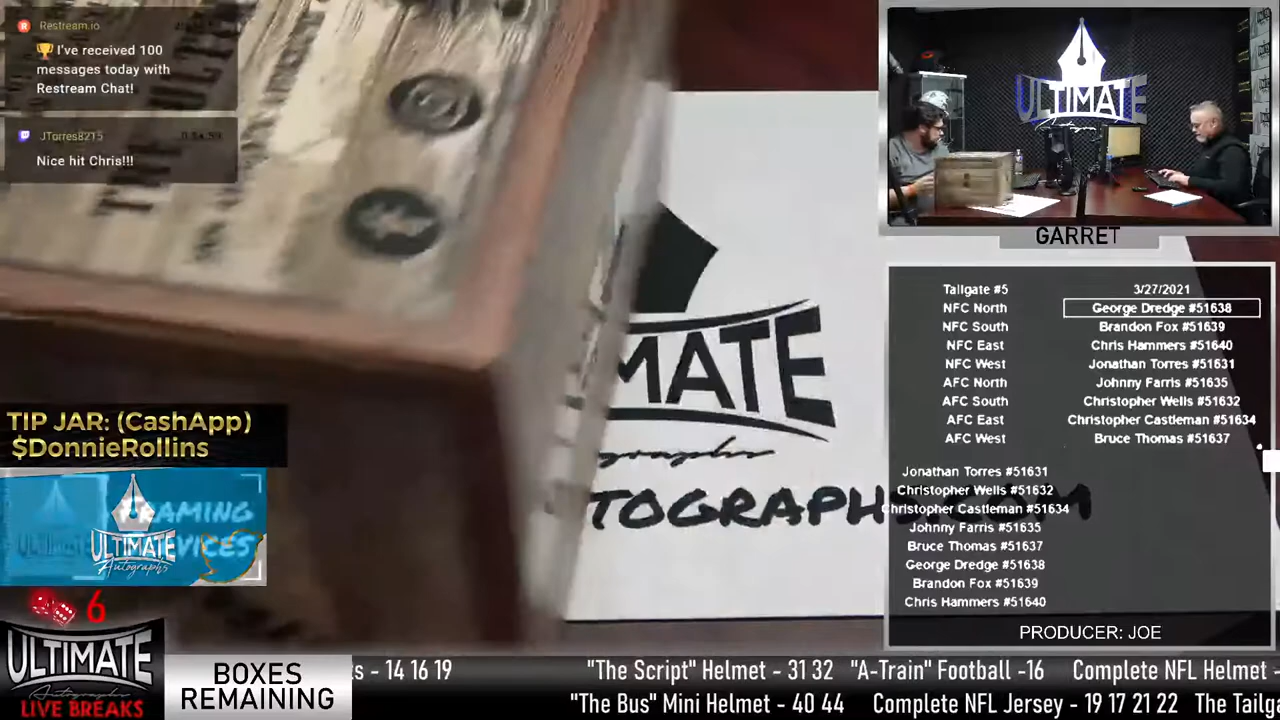 Restream.io
🏆 I've received 100
messages today with
Restream Chat!
JTorres8215
Nice hit Chris!!!
THE
ULTIMATE
GARRET
Tailgate #5 3/27/2021
NFC North George Dredge #51638
NFC South Brandon Fox #51639
NFC East Chris Hammers #51640
NFC West Jonathan Torres #51631
AFC North Johnny Farris #51635
AFC South Christopher Wells #51632
AFC East Christopher Castleman #51634
AFC West Bruce Thomas #51637
Jonathan Torres #51631
Christopher Wells #51632
Christopher Castleman #51634
Johnny Farris #51635
Bruce Thomas #51637
George Dredge #51638
Brandon Fox #51639
Chris Hammers #51640
PRODUCER: JOE
MATE
TOGRAPHS.COM
TIP JAR: (CashApp)
$DonnieRollins
ULTIMATE
Autographs
6
ULTIMATE
Autographs
LIVE BREAKS
BOXES
REMAINING
s - 14 16 19 "The Script" Helmet - 31 32 "A-Train" Football -16 Complete NFL Helmet -
"The Bus" Mini Helmet - 40 44 Complete NFL Jersey - 19 17 21 22 The Tailga